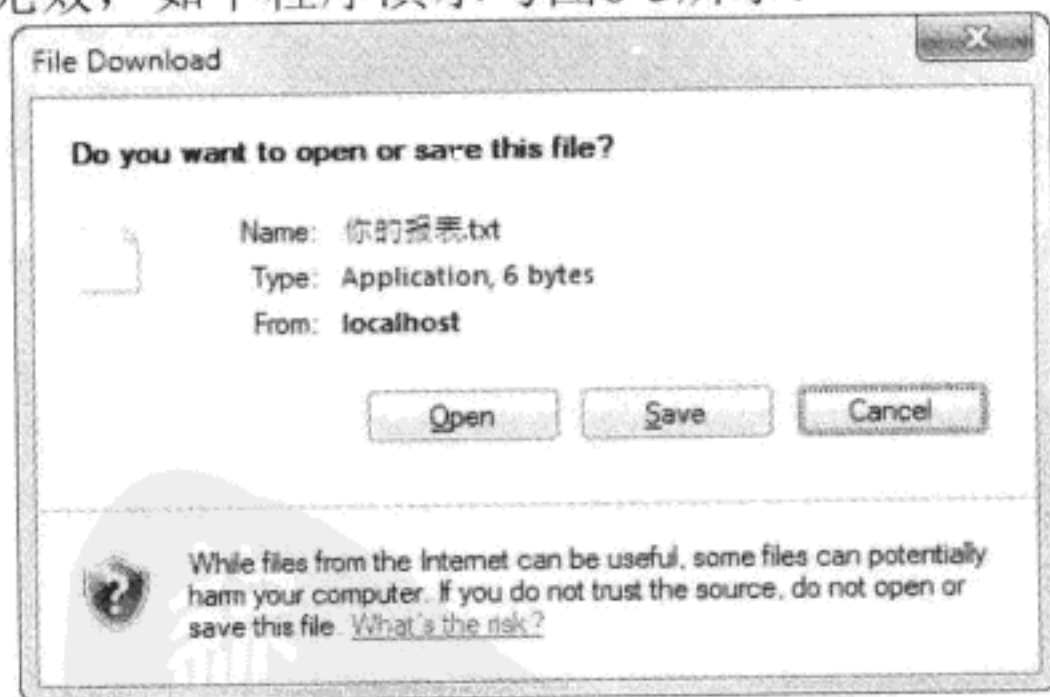 File Download
Do you want to open or save this file?
Name: 你的报表.txt
Type: Application, 6 bytes
From: localhost
Open Save Cancel
While files from the Internet can be useful, some files can potentially
harm your computer. If you do not trust the source, do not open or
save this file. What's the risk?